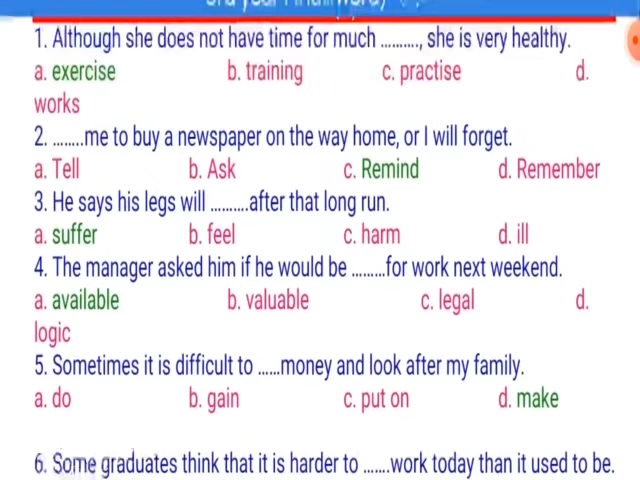 1. Although she does not have time for much .........., she is very healthy.
a. exercise b. training c. practise d.
works
2. ........me to buy a newspaper on the way home, or I will forget.
a. Tell b. Ask c. Remind d. Remember
3. He says his legs will ..........after that long run.
a. suffer b. feel c. harm d. ill
4. The manager asked him if he would be .........for work next weekend.
a. available b. valuable c. legal d.
logic
5. Sometimes it is difficult to ......money and look after my family.
a. do b. gain c. put on d. make
6. Some graduates think that it is harder to .......work today than it used to be.